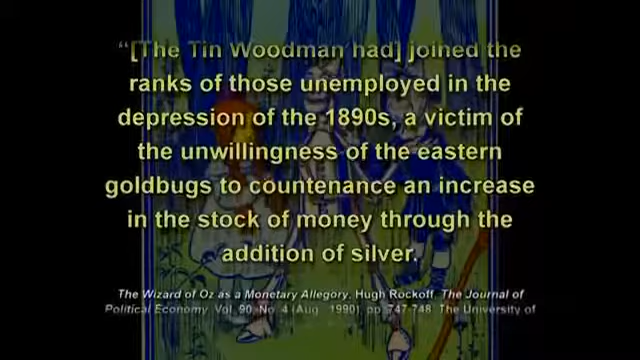 “[The Tin Woodman had] joined the
ranks of those unemployed in the
depression of the 1890s, a victim of
the unwillingness of the eastern
goldbugs to countenance an increase
in the stock of money through the
addition of silver.
The Wizard of Oz as a Monetary Allegory, Hugh Rockoff, The Journal of
Political Economy, Vol. 90, No. 4 (Aug., 1990), pp. 747-748, The University of